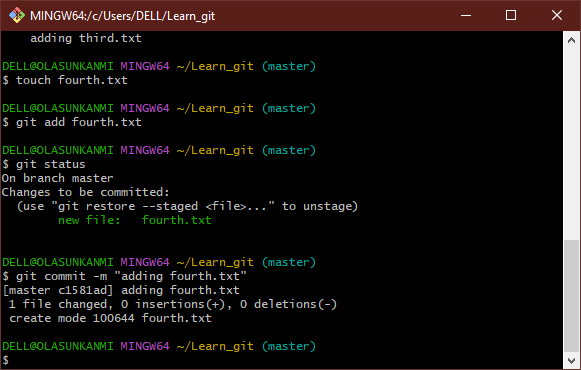 MINGW64:/c/Users/DELL/Learn_git
    adding third.txt
DELL@OLASUNKANMI MINGW64 ~/Learn_git (master)
$ touch fourth.txt
DELL@OLASUNKANMI MINGW64 ~/Learn_git (master)
$ git add fourth.txt
DELL@OLASUNKANMI MINGW64 ~/Learn_git (master)
$ git status
On branch master
Changes to be committed:
  (use "git restore --staged <file>..." to unstage)
        new file:   fourth.txt
DELL@OLASUNKANMI MINGW64 ~/Learn_git (master)
$ git commit -m "adding fourth.txt"
[master c1581ad] adding fourth.txt
 1 file changed, 0 insertions(+), 0 deletions(-)
 create mode 100644 fourth.txt
DELL@OLASUNKANMI MINGW64 ~/Learn_git (master)
$